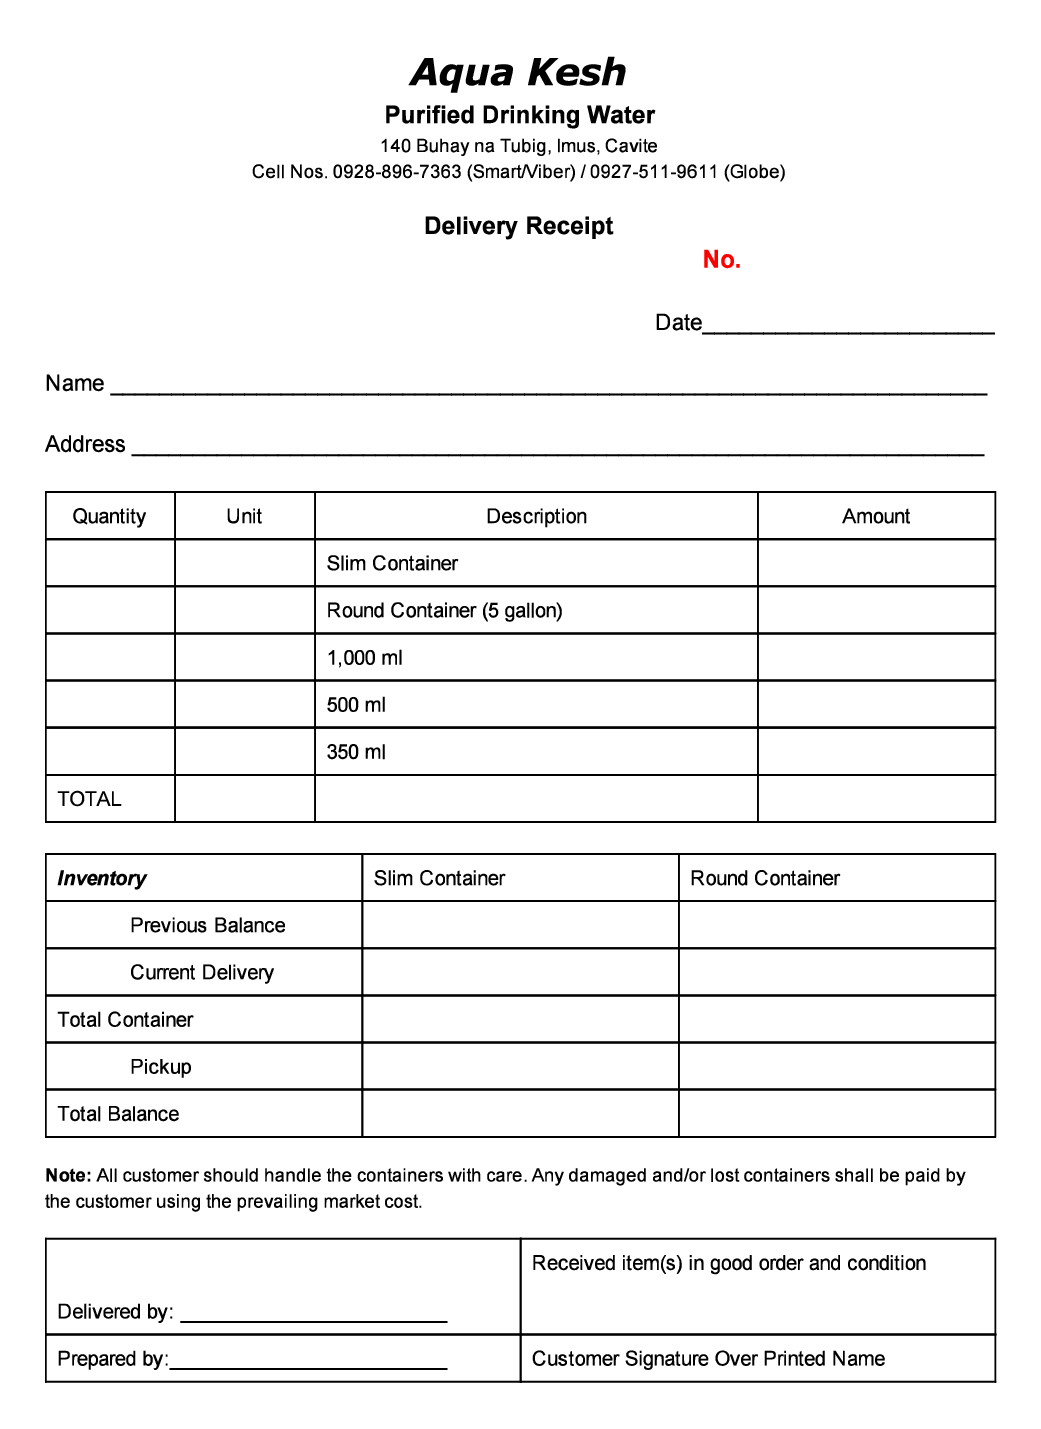 Aqua Kesh
Purified Drinking Water
140 Buhay na Tubig, Imus, Cavite
Cell Nos. 0928-896-7363 (Smart/Viber) / 0927-511-9611 (Globe)
Delivery Receipt
No.
Date________________________
Name ________________________________________________________________________
Address ______________________________________________________________________
Quantity Unit Description Amount
Slim Container
Round Container (5 gallon)
1,000 ml
500 ml
350 ml
TOTAL
Inventory Slim Container Round Container
Previous Balance
Current Delivery
Total Container
Pickup
Total Balance
Note: All customer should handle the containers with care. Any damaged and/or lost containers shall be paid by
the customer using the prevailing market cost.
Received item(s) in good order and condition
Delivered by: ________________________
Prepared by:_________________________ Customer Signature Over Printed Name